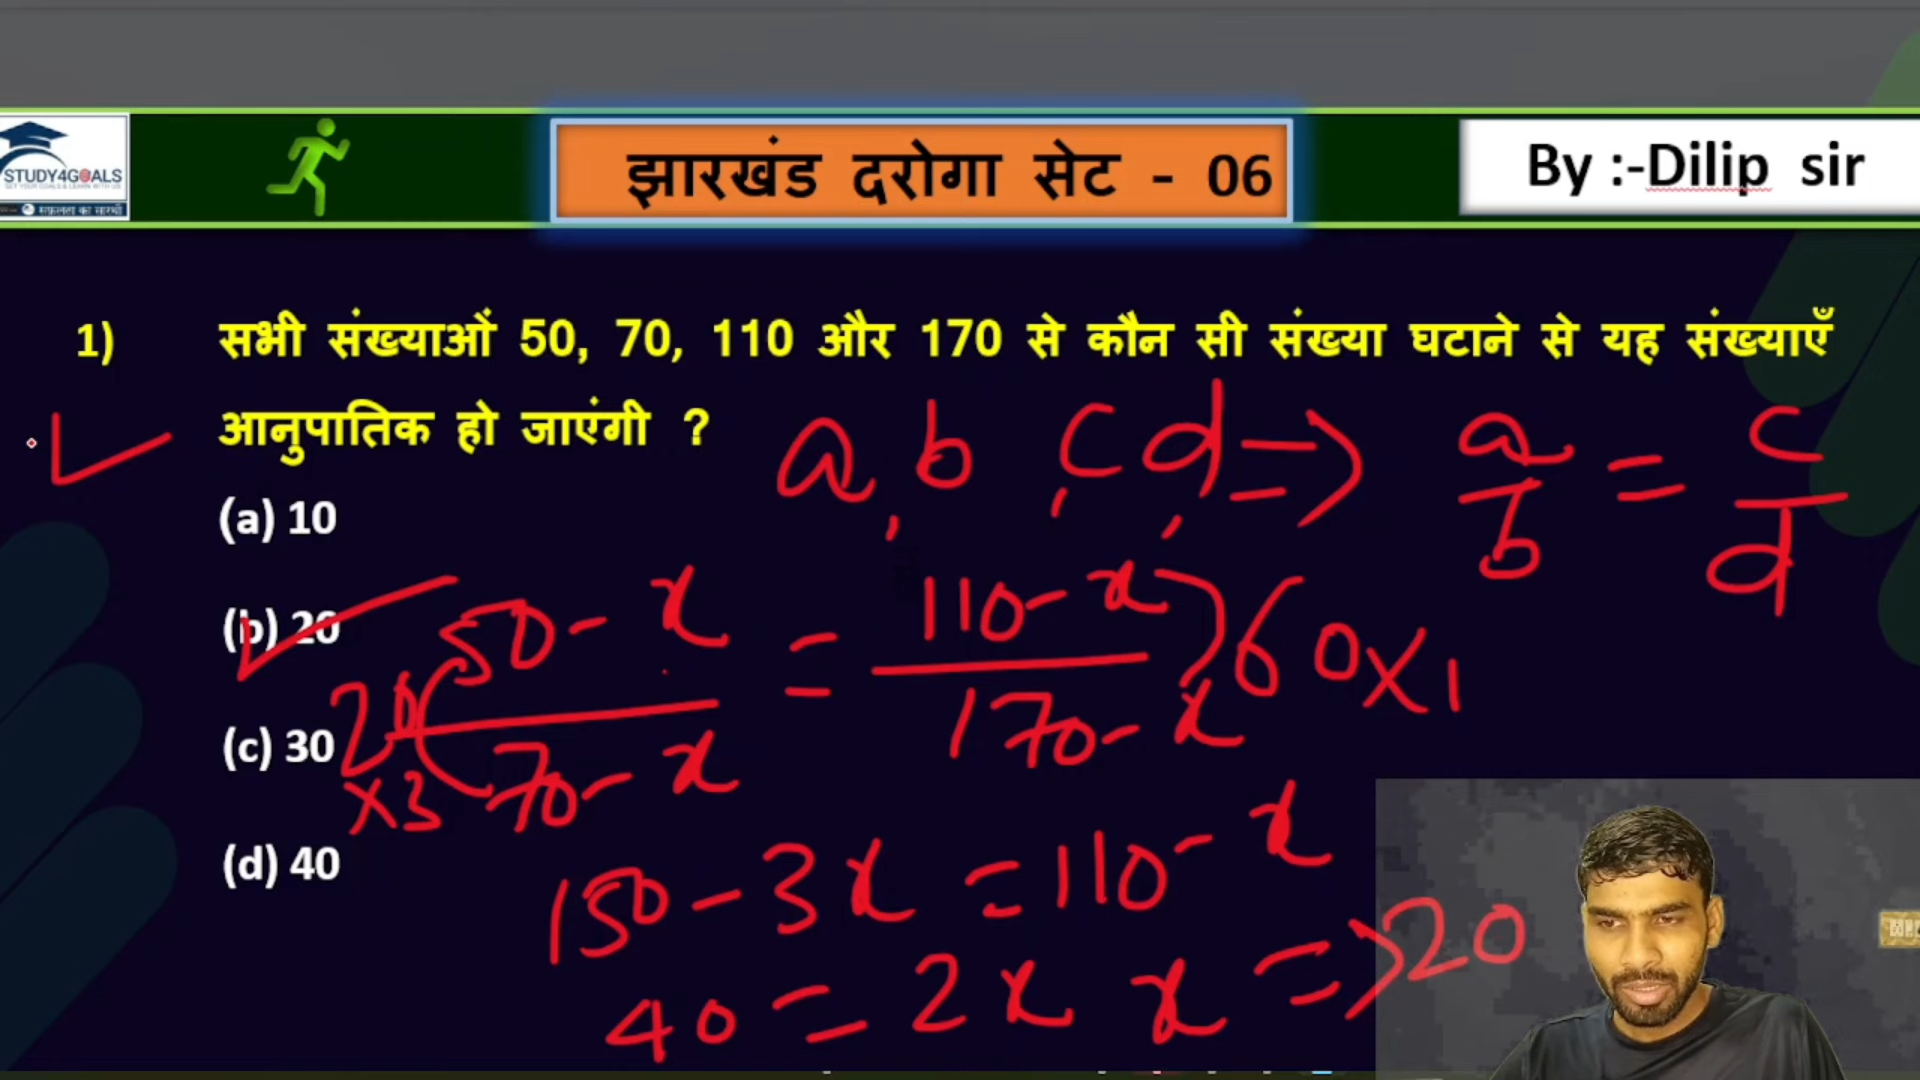 STUDY4GOALS
झारखंड दरोगा सेट - 06
By :-Dilip sir
1) सभी संख्याओं 50, 70, 110 और 170 से कौन सी संख्या घटाने से यह संख्याएँ
आनुपातिक हो जाएंगी ?
a, b, c, d => a/b = c/d
(a) 10
(b) 20
(c) 30
(d) 40
20 ×3 (50-x)/(70-x) = (110-x)/(170-x) 60×1
150-3x = 110-x
40 = 2x x => 20